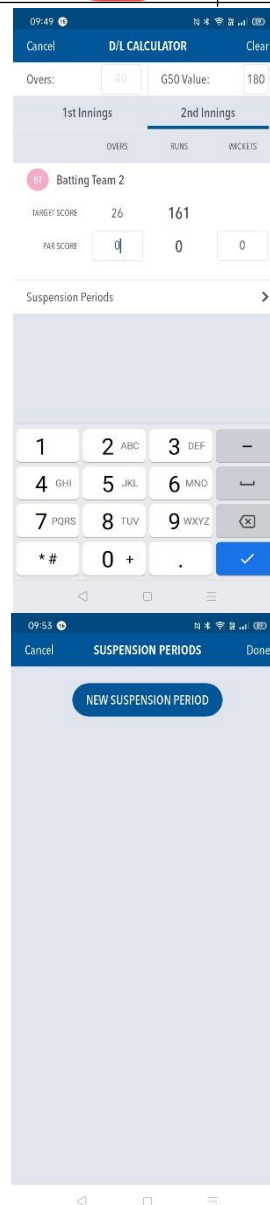 09:49
Cancel D/L CALCULATOR Clear
Overs: 40 G50 Value: 180
1st Innings 2nd Innings
OVERS RUNS WICKETS
BT Batting Team 2
TARGET SCORE 26 161
PAR SCORE 0 0 0
Suspension Periods >
1 2 ABC 3 DEF -
4 GHI 5 JKL 6 MNO
7 PQRS 8 TUV 9 WXYZ
* # 0 + .
09:53
Cancel SUSPENSION PERIODS Done
NEW SUSPENSION PERIOD